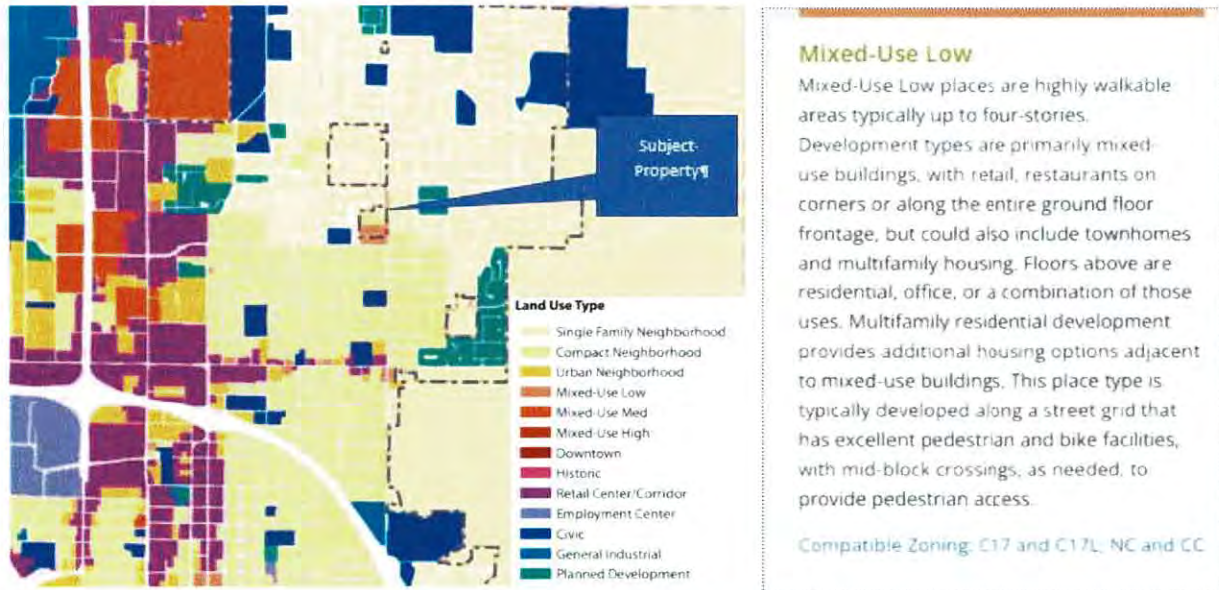 Subject-
Property¶
Land Use Type
Single Family Neighborhood
Compact Neighborhood
Urban Neighborhood
Mixed-Use Low
Mixed-Use Med
Mixed-Use High
Downtown
Historic
Retail Center/Corridor
Employment Center
Civic
General Industrial
Planned Development
Mixed-Use Low
Mixed-Use Low places are highly walkable
areas typically up to four-stories.
Development types are primarily mixed-
use buildings, with retail, restaurants on
corners or along the entire ground floor
frontage, but could also include townhomes
and multifamily housing. Floors above are
residential, office, or a combination of those
uses. Multifamily residential development
provides additional housing options adjacent
to mixed-use buildings. This place type is
typically developed along a street grid that
has excellent pedestrian and bike facilities,
with mid-block crossings, as needed, to
provide pedestrian access.
Compatible Zoning: C17 and C17L; NC and CC